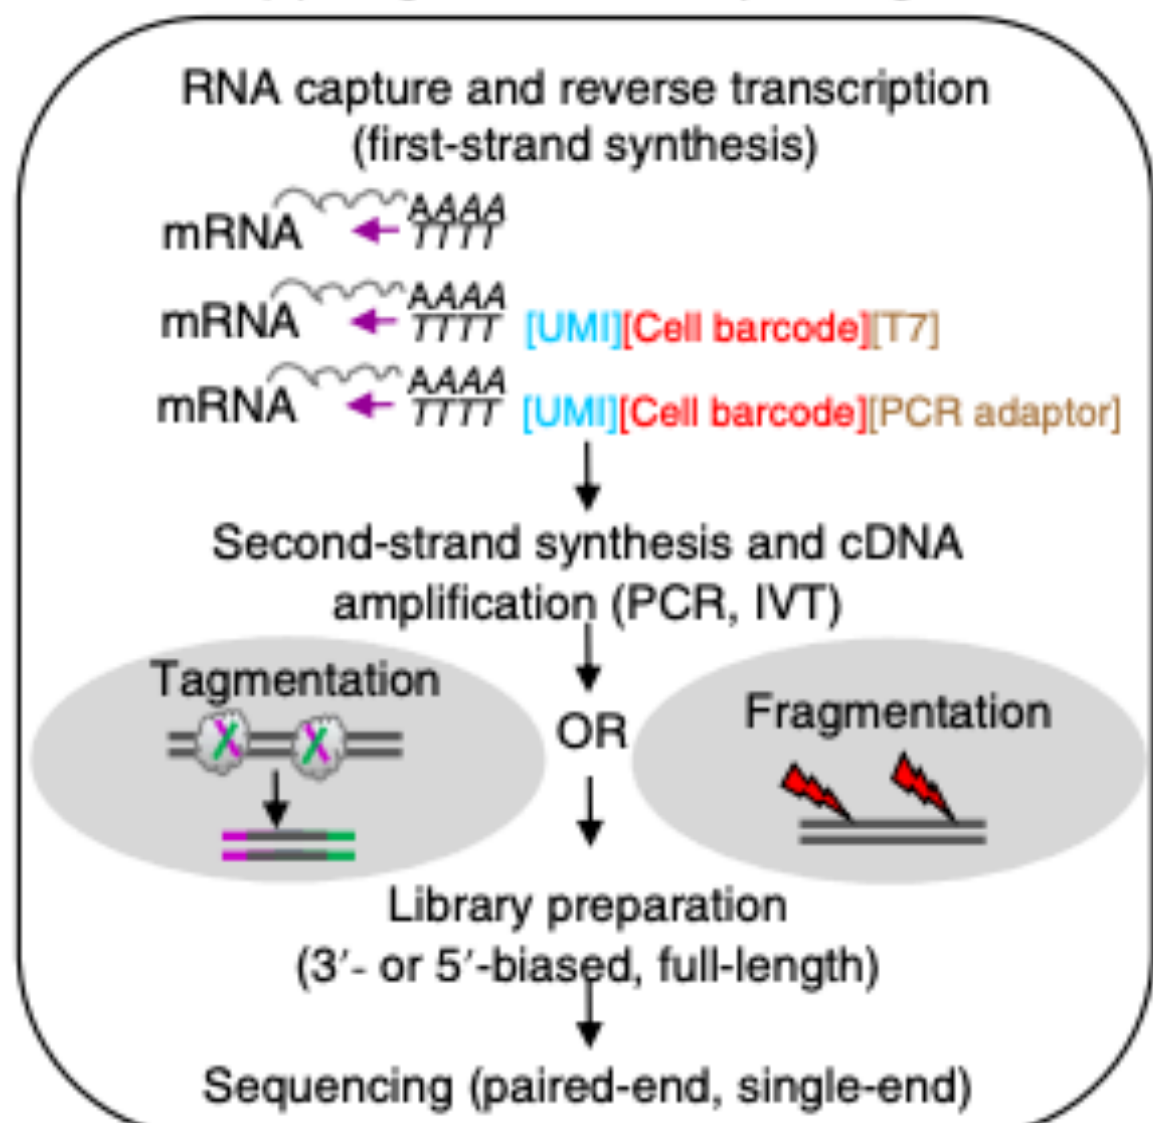 RNA capture and reverse transcription
(first-strand synthesis)
AAAA
mRNA TTTT
AAAA
mRNA TTTT [UMI][Cell barcode][T7]
AAAA
mRNA TTTT [UMI][Cell barcode][PCR adaptor]
Second-strand synthesis and cDNA
amplification (PCR, IVT)
Tagmentation
OR
Fragmentation
Library preparation
(3′- or 5′-biased, full-length)
Sequencing (paired-end, single-end)